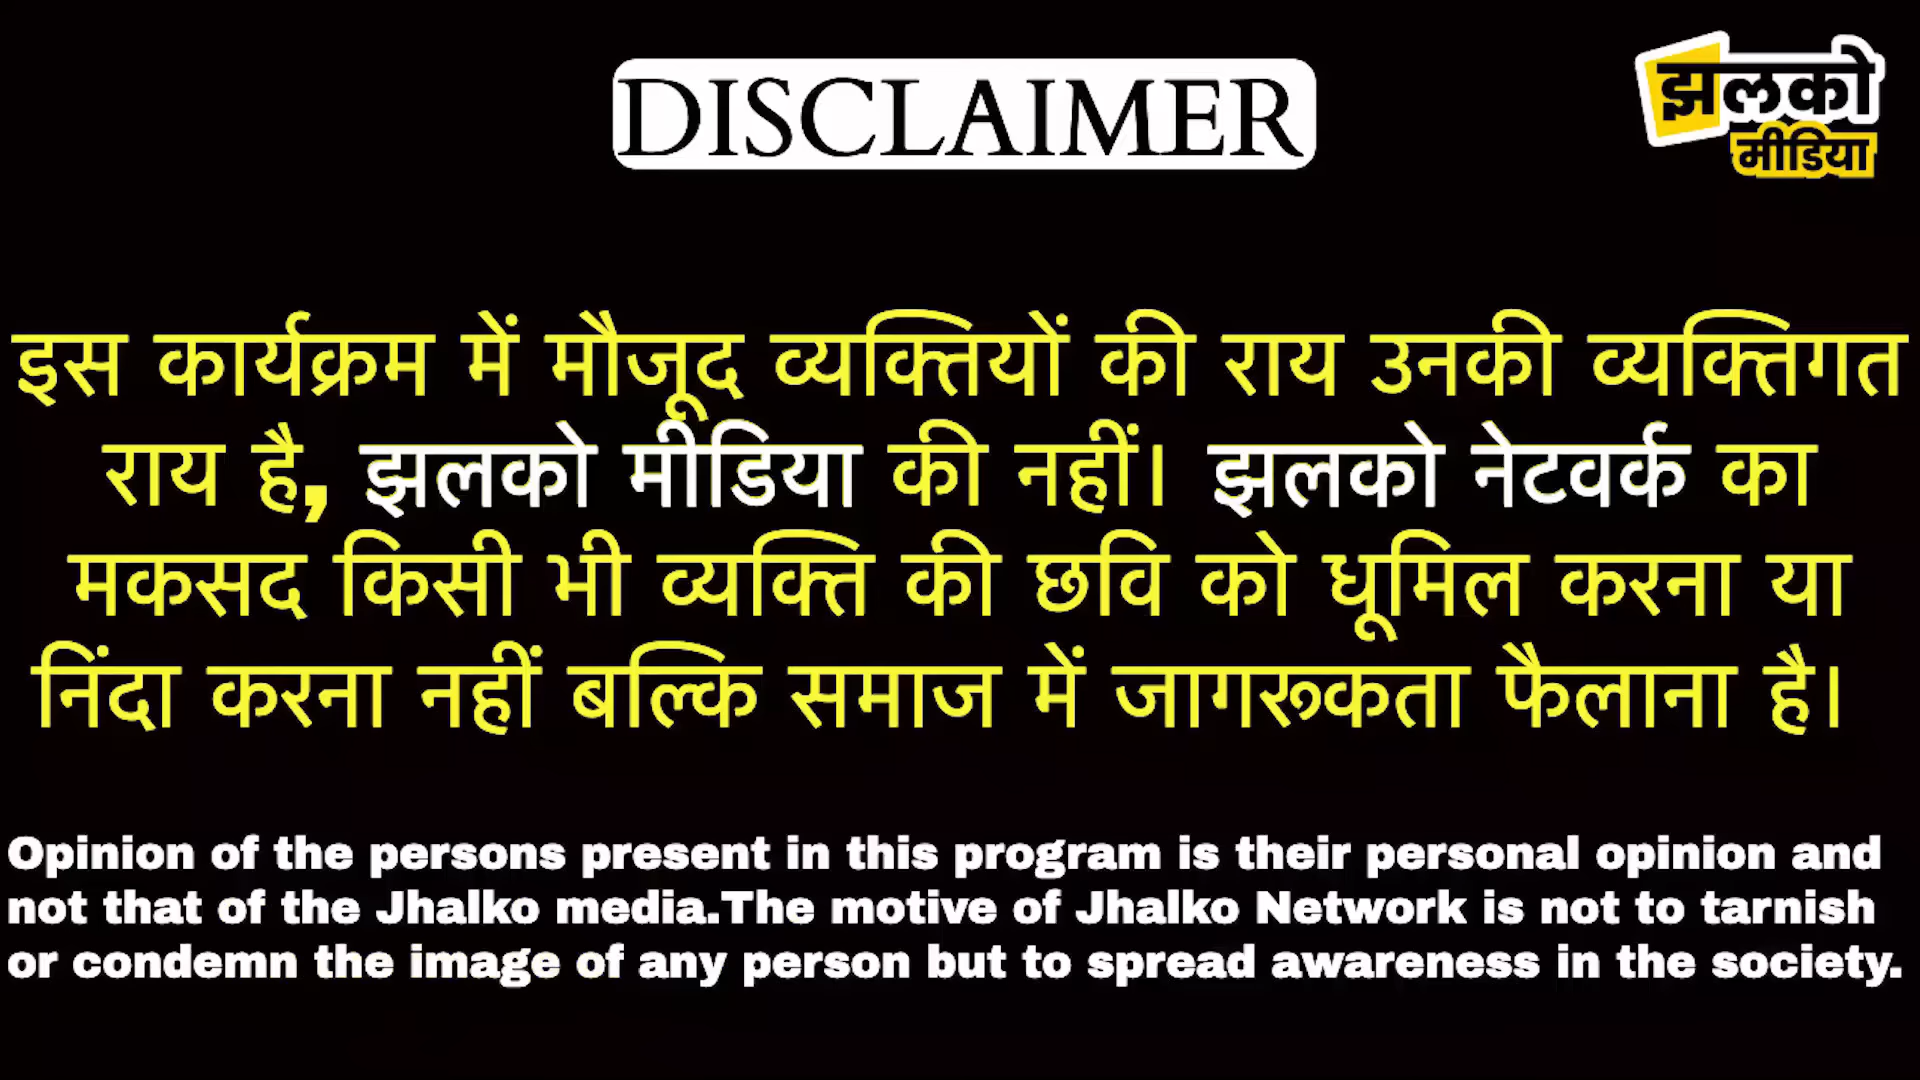 DISCLAIMER
झलको
मीडिया
इस कार्यक्रम में मौजूद व्यक्तियों की राय उनकी व्यक्तिगत
राय है, झलको मीडिया की नहीं। झलको नेटवर्क का
मकसद किसी भी व्यक्ति की छवि को धूमिल करना या
निंदा करना नहीं बल्कि समाज में जागरूकता फैलाना है।
Opinion of the persons present in this program is their personal opinion and
not that of the Jhalko media.The motive of Jhalko Network is not to tarnish
or condemn the image of any person but to spread awareness in the society.